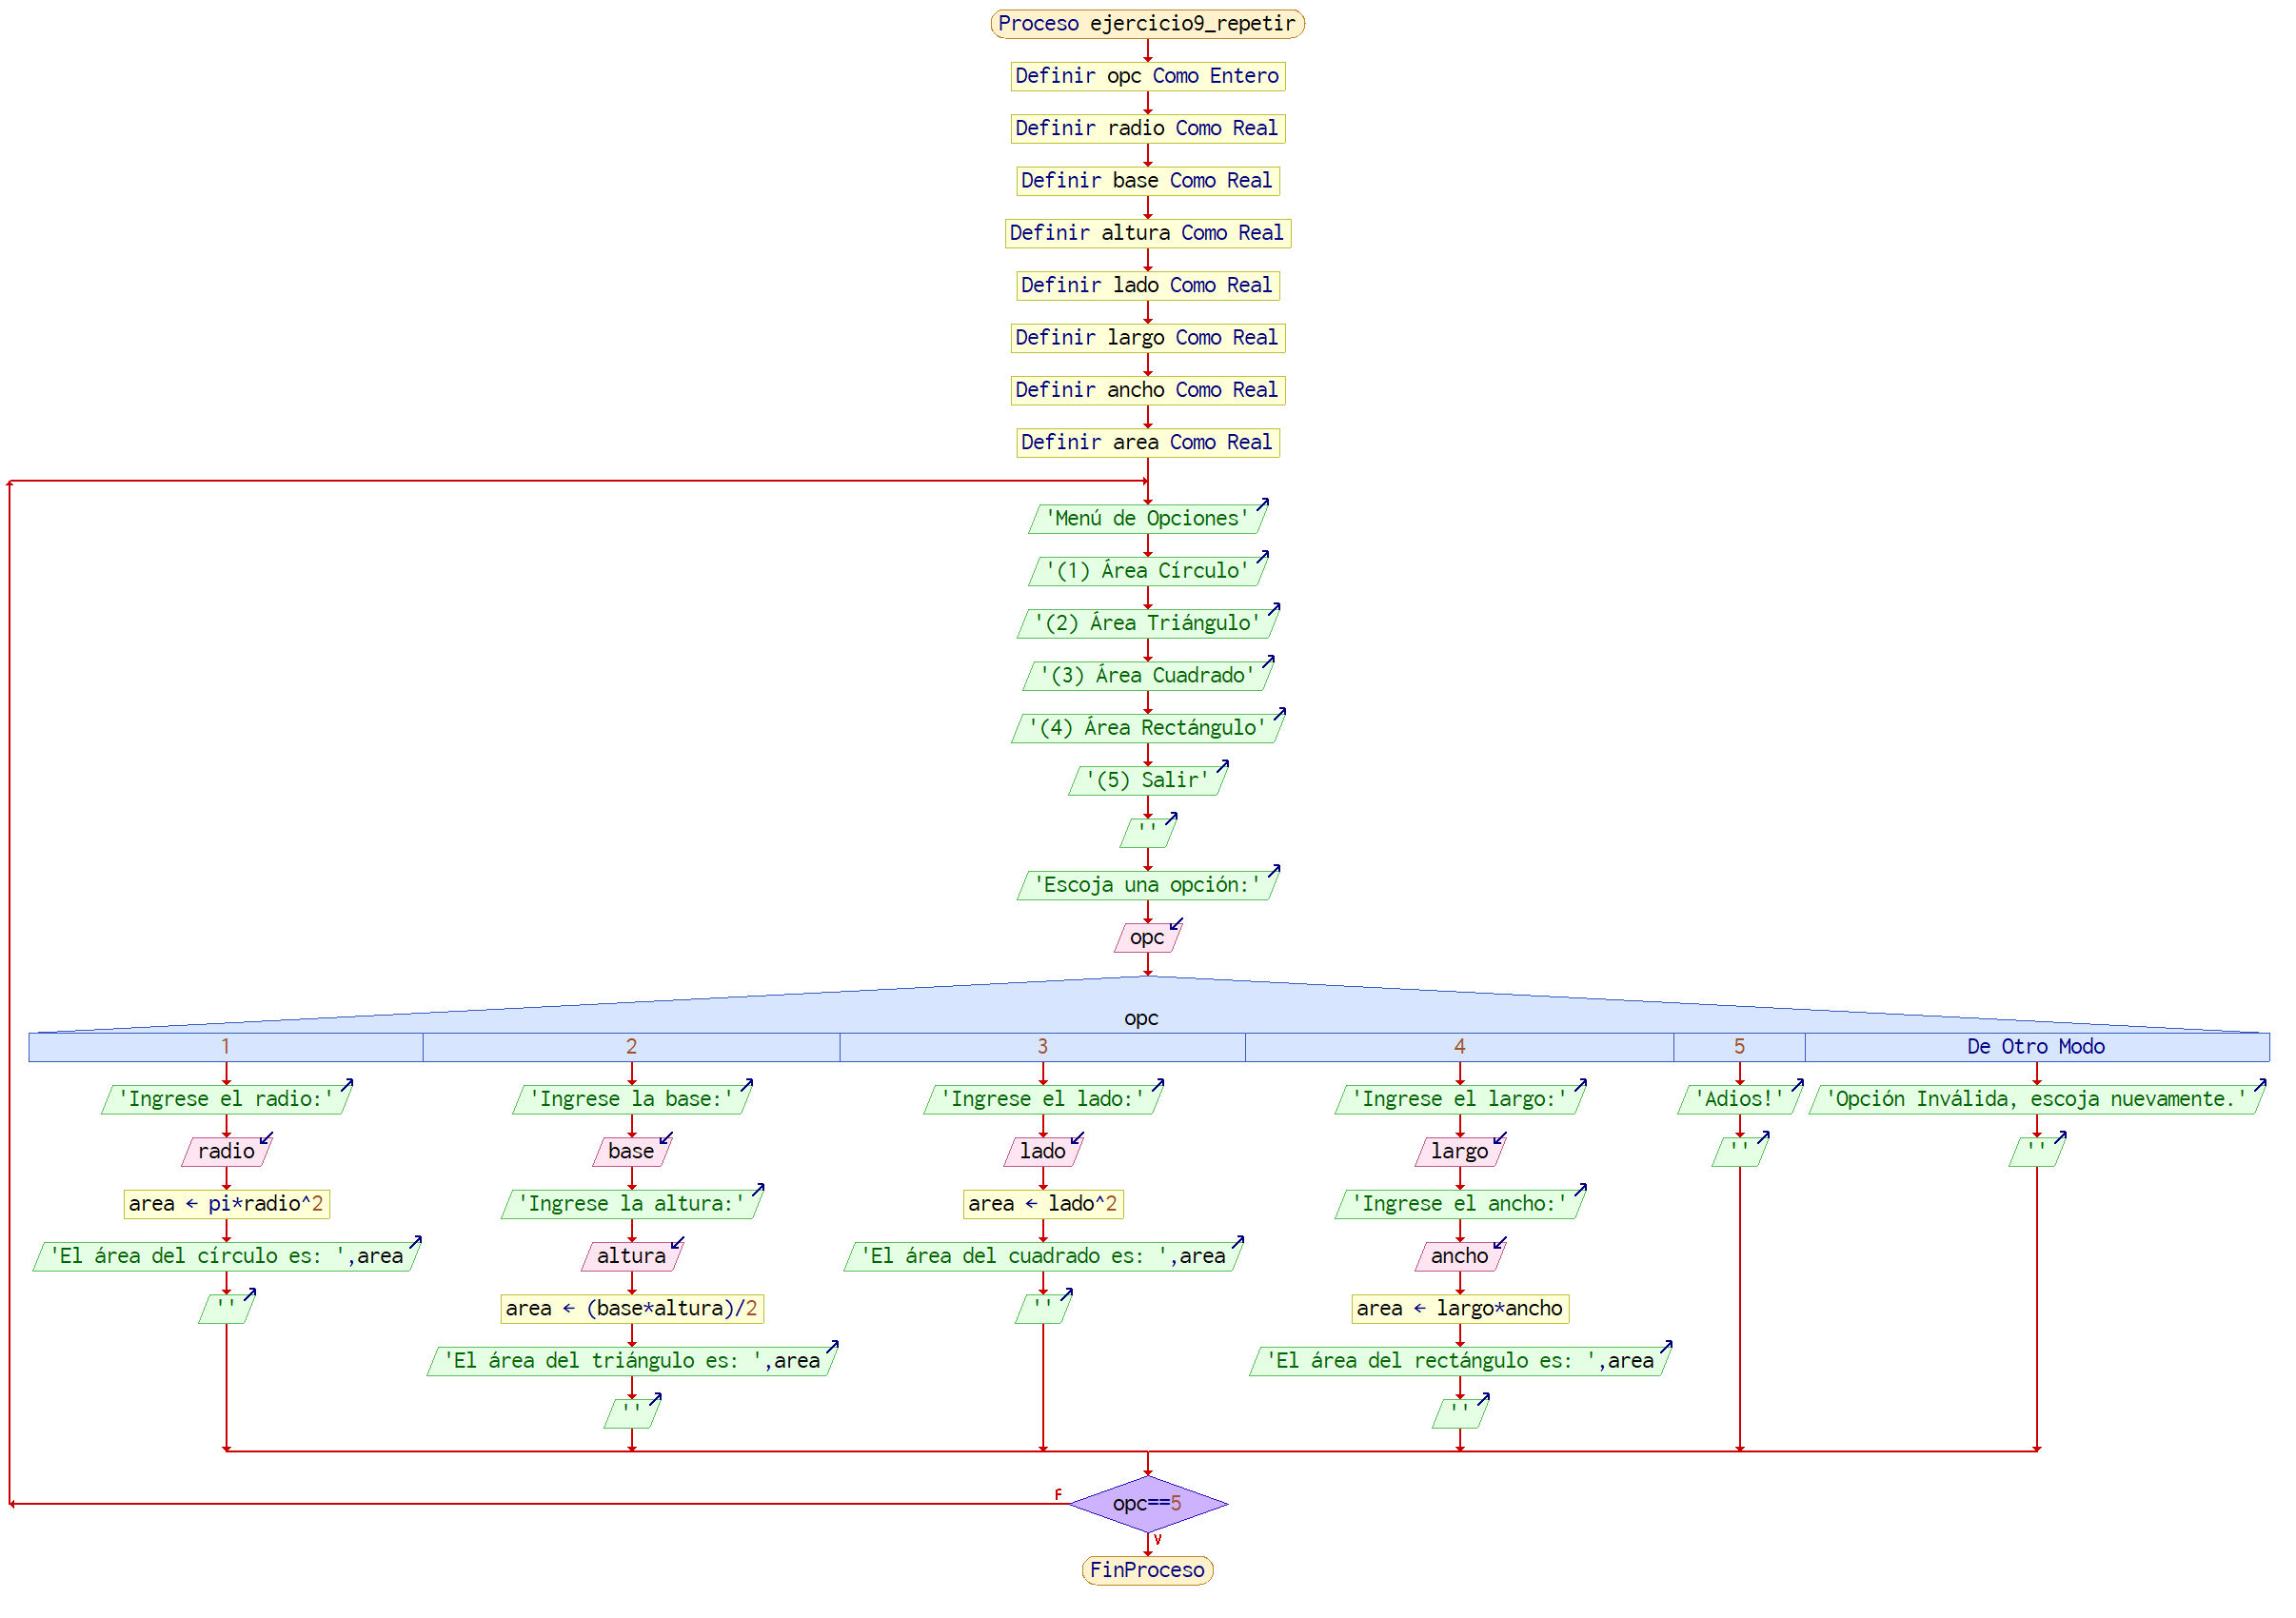 Proceso ejercicio9_repetir
Definir opc Como Entero
Definir radio Como Real
Definir base Como Real
Definir altura Como Real
Definir lado Como Real
Definir largo Como Real
Definir ancho Como Real
Definir area Como Real
'Menú de Opciones'
'(1) Área Círculo'
'(2) Área Triángulo'
'(3) Área Cuadrado'
'(4) Área Rectángulo'
'(5) Salir'
''
'Escoja una opción:'
opc
opc
1
'Ingrese el radio:'
radio
area ← pi*radio^2
'El área del círculo es: ',area
''
2
'Ingrese la base:'
base
'Ingrese la altura:'
altura
area ← (base*altura)/2
'El área del triángulo es: ',area
''
3
'Ingrese el lado:'
lado
area ← lado^2
'El área del cuadrado es: ',area
''
4
'Ingrese el largo:'
largo
'Ingrese el ancho:'
ancho
area ← largo*ancho
'El área del rectángulo es: ',area
''
5
'Adios!'
''
De Otro Modo
'Opción Inválida, escoja nuevamente.'
''
F
opc==5
V
FinProceso